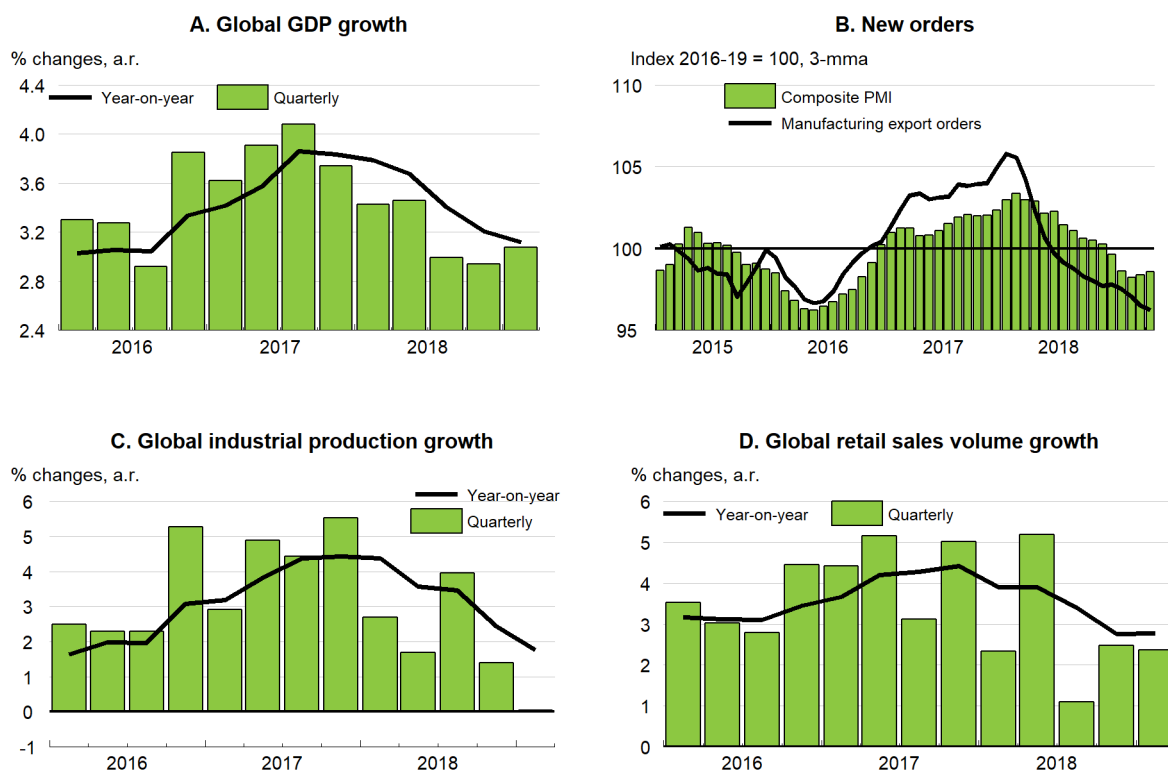 A. Global GDP growth
% changes, a.r.
4.4
4.0
3.6
3.2
2.8
2.4
Year-on-year
Quarterly
2016
2017
2018
B. New orders
Index 2016-19 = 100, 3-mma
110
105
100
95
Composite PMI
Manufacturing export orders
2015
2016
2017
2018
C. Global industrial production growth
% changes, a.r.
6
5
4
3
2
1
0
-1
Year-on-year
Quarterly
2016
2017
2018
D. Global retail sales volume growth
% changes, a.r.
6
5
4
3
2
1
0
Year-on-year
Quarterly
2016
2017
2018